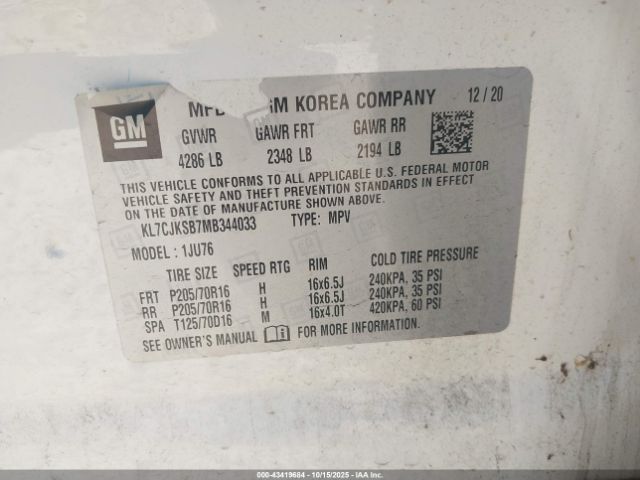 GM
MFD GM KOREA COMPANY 12 / 20
GVWR GAWR FRT GAWR RR
4286 LB 2348 LB 2194 LB
THIS VEHICLE CONFORMS TO ALL APPLICABLE U.S. FEDERAL MOTOR
VEHICLE SAFETY AND THEFT PREVENTION STANDARDS IN EFFECT
ON THE DATE OF MANUFACTURE SHOWN ABOVE.
KL7CJKSB7MB344033 TYPE: MPV
MODEL : 1JU76
TIRE SIZE SPEED RTG RIM COLD TIRE PRESSURE
FRT P205/70R16 H 16x6.5J 240KPA, 35 PSI
RR P205/70R16 H 16x6.5J 240KPA, 35 PSI
SPA T125/70D16 M 16x4.0T 420KPA, 60 PSI
SEE OWNER'S MANUAL FOR MORE INFORMATION.
000-43419684 - 10/15/2025 - IAAI.com